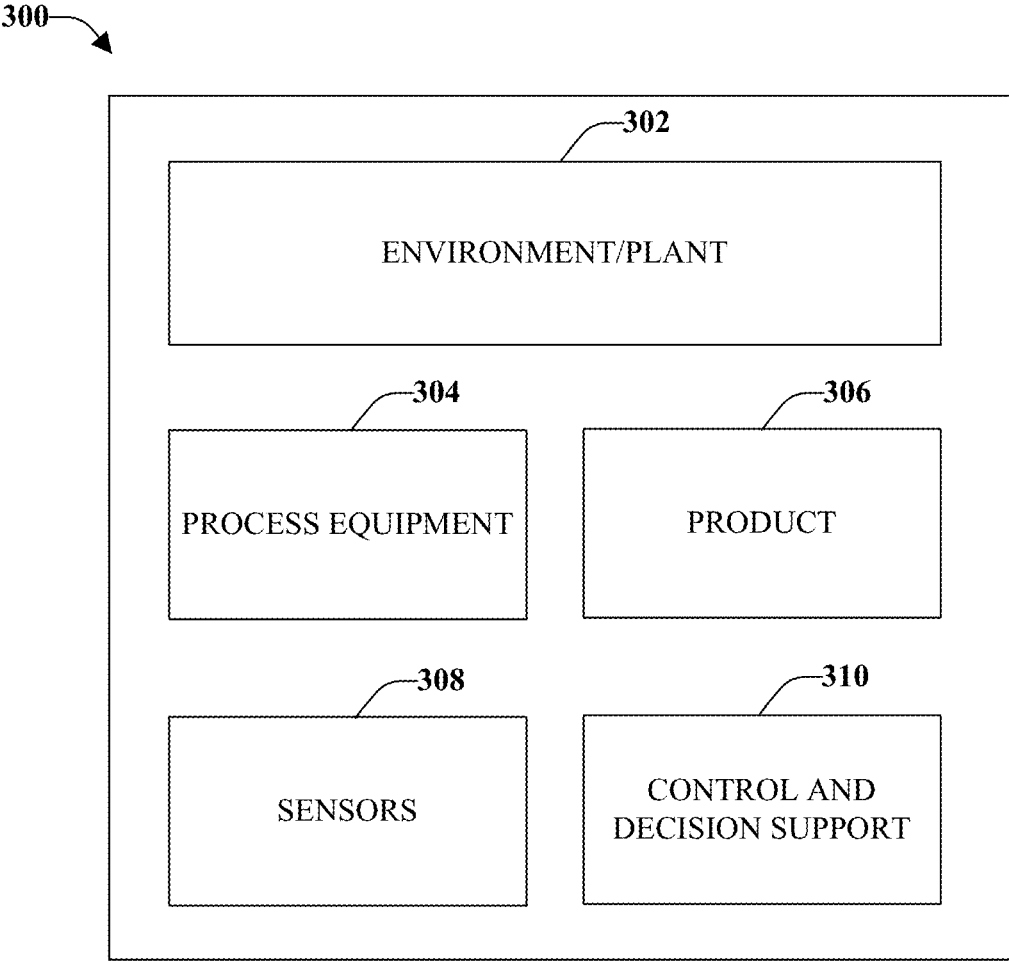 300
302
ENVIRONMENT/PLANT
304
306
PROCESS EQUIPMENT
PRODUCT
308
310
SENSORS
CONTROL AND
DECISION SUPPORT